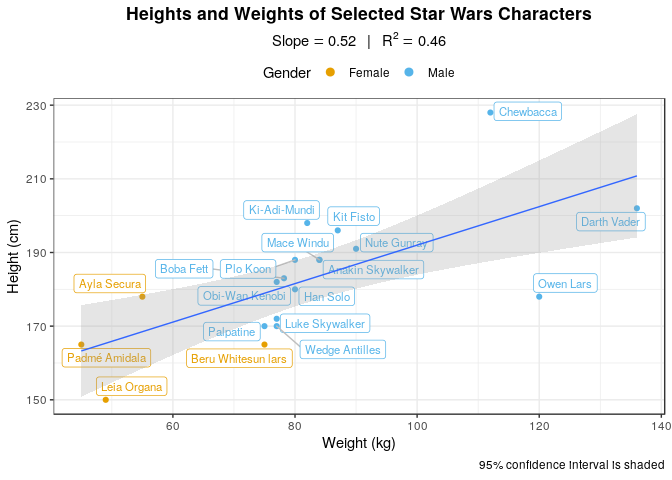 Heights and Weights of Selected Star Wars Characters
Slope = 0.52 | R² = 0.46
Gender Female Male
230
Chewbacca
210
Ki-Adi-Mundi
Kit Fisto
Darth Vader
Mace Windu
Nute Gunray
190
Boba Fett
Plo Koon
Anakin Skywalker
Ayla Secura
Owen Lars
Obi-Wan Kenobi
Han Solo
170
Palpatine
Luke Skywalker
Padmé Amidala
Beru Whitesun lars
Wedge Antilles
Leia Organa
150
60 80 100 120 140
Height (cm)
Weight (kg)
95% confidence interval is shaded